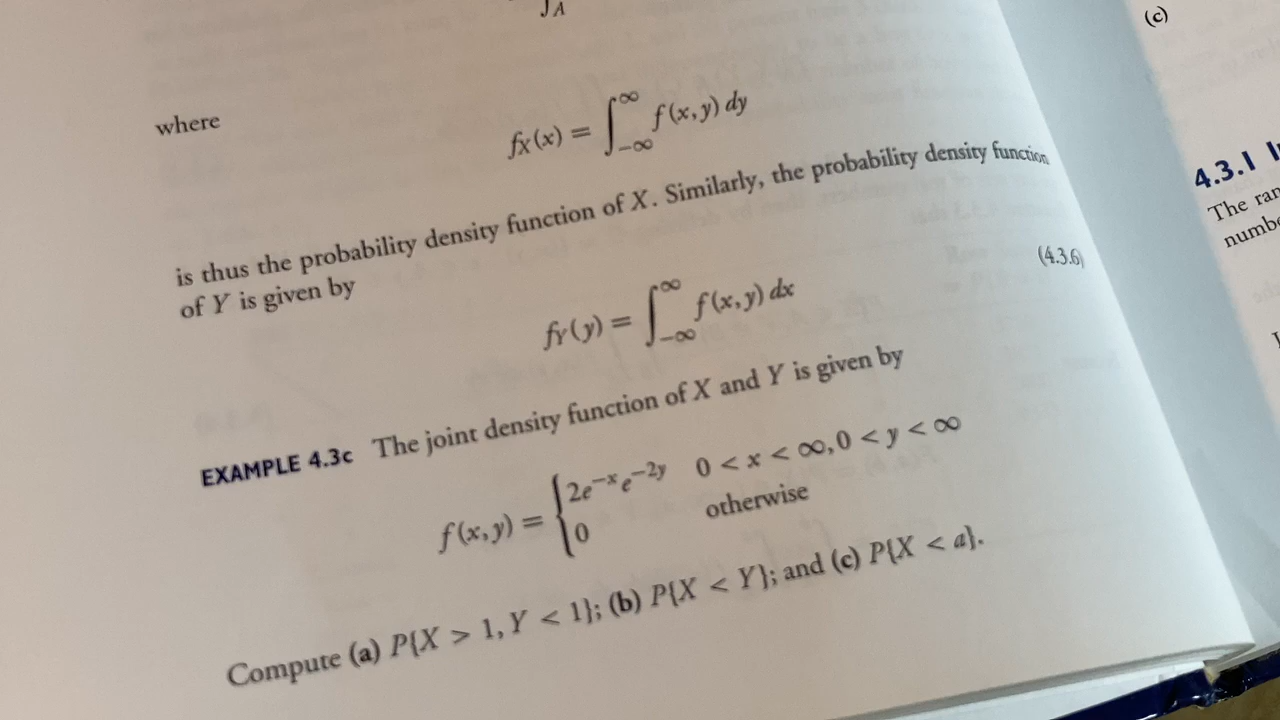 ∫_A
where
f_X(x) = ∫_{-∞}^{∞} f(x, y) dy
is thus the probability density function of X. Similarly, the probability density function
of Y is given by
f_Y(y) = ∫_{-∞}^{∞} f(x, y) dx (4.3.6)
EXAMPLE 4.3c The joint density function of X and Y is given by
f(x, y) = { 2e^{-x}e^{-2y} 0 < x < ∞, 0 < y < ∞
0 otherwise
Compute (a) P{X > 1, Y < 1}; (b) P{X < Y}; and (c) P{X < a}.
(c)
4.3.1
The